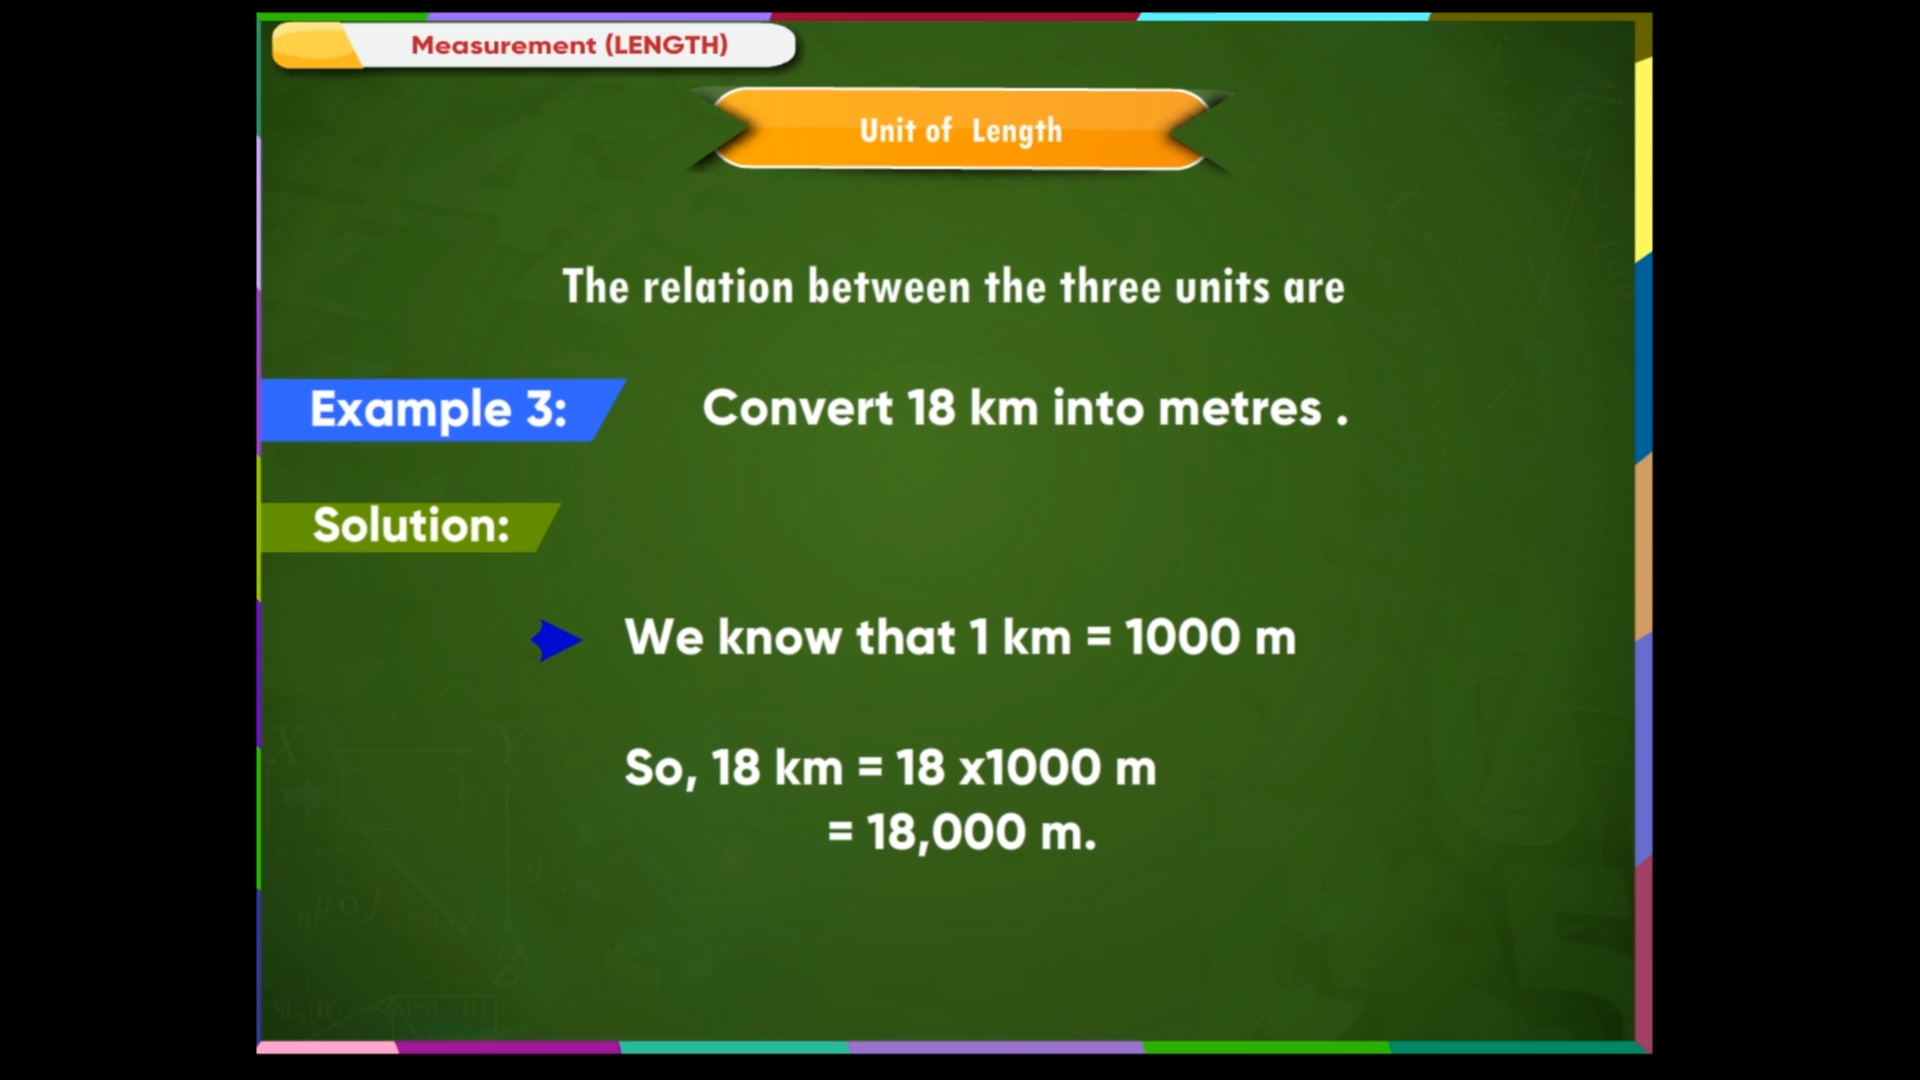 Measurement (LENGTH)
Unit of Length
The relation between the three units are
Example 3: Convert 18 km into metres .
Solution:
We know that 1 km = 1000 m
So, 18 km = 18 x1000 m
= 18,000 m.